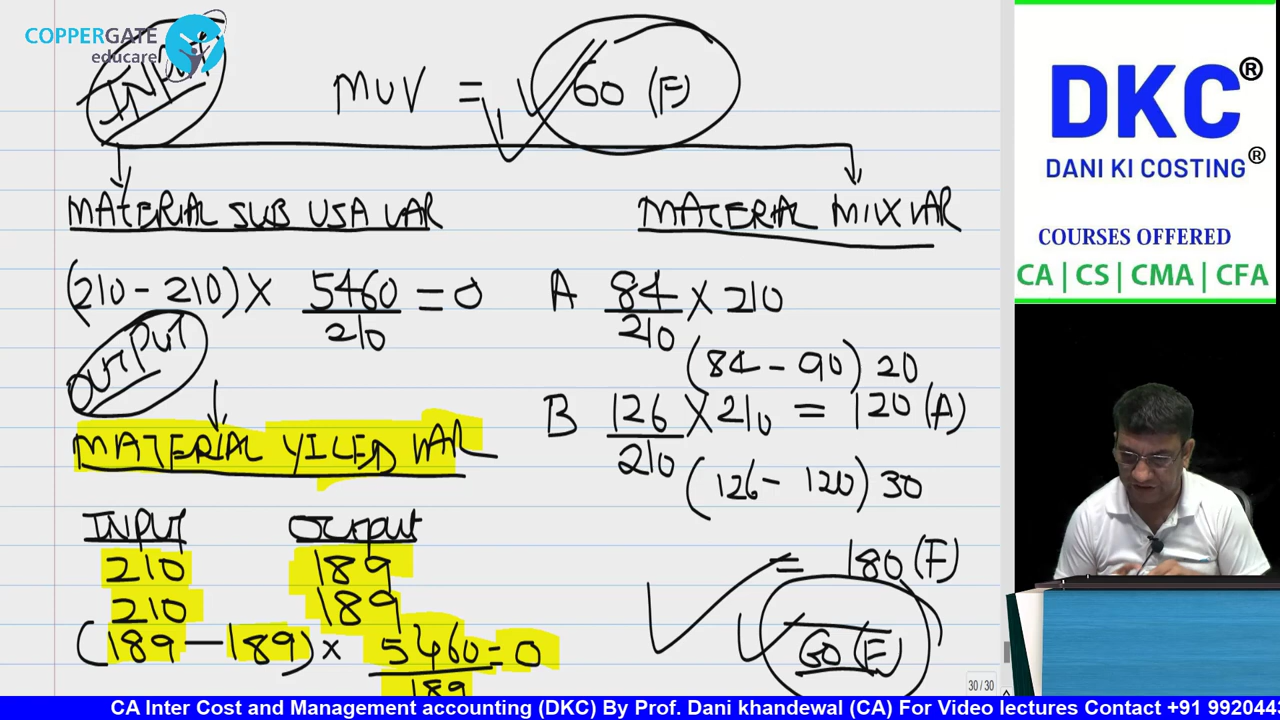 COPPERGATE
educare
INPUT
MUV = 60 (F)
MATERIAL SUB USA VAR
MATERIAL MIX VAR
(210 - 210) X 5460/210 = 0
A 84/210 X 210
(84 - 90) 20
= 120 (A)
B 126/210 X 210
(126 - 120) 30
= 180 (F)
60 (F)
OUTPUT
MATERIAL YILED VAR
INPUT OUTPUT
210 189
210 189
(189 - 189) x 5460/189 = 0
30 / 30
DKC®
DANI KI COSTING®
COURSES OFFERED
CA | CS | CMA | CFA
CA Inter Cost and Management accounting (DKC) By Prof. Dani khandewal (CA) For Video lectures Contact +91 992044